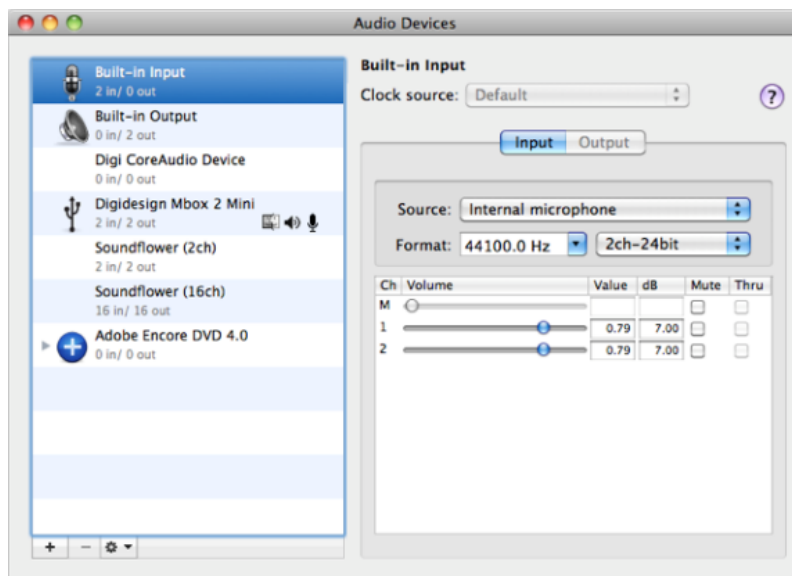 Audio Devices
Built-in Input
2 in/ 0 out
Built-in Output
0 in/ 2 out
Digi CoreAudio Device
0 in/ 0 out
Digidesign Mbox 2 Mini
2 in/ 2 out
Soundflower (2ch)
2 in/ 2 out
Soundflower (16ch)
16 in/ 16 out
Adobe Encore DVD 4.0
0 in/ 0 out
Built-in Input
Clock source: Default
?
Input Output
Source: Internal microphone
Format: 44100.0 Hz 2ch-24bit
Ch Volume Value dB Mute Thru
M
1 0.79 7.00
2 0.79 7.00